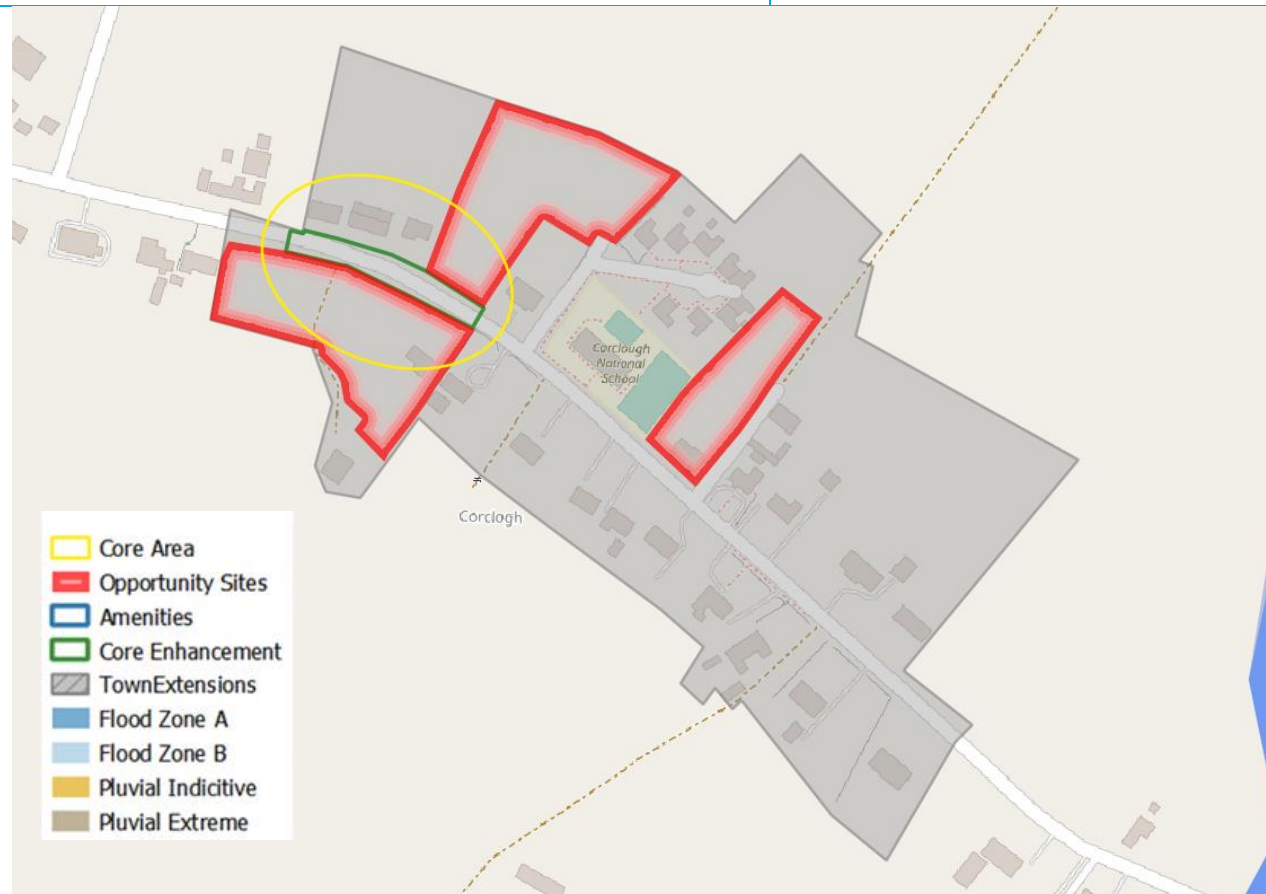 Corclough
National
School
Corclogh
Core Area
Opportunity Sites
Amenities
Core Enhancement
TownExtensions
Flood Zone A
Flood Zone B
Pluvial Indicitive
Pluvial Extreme